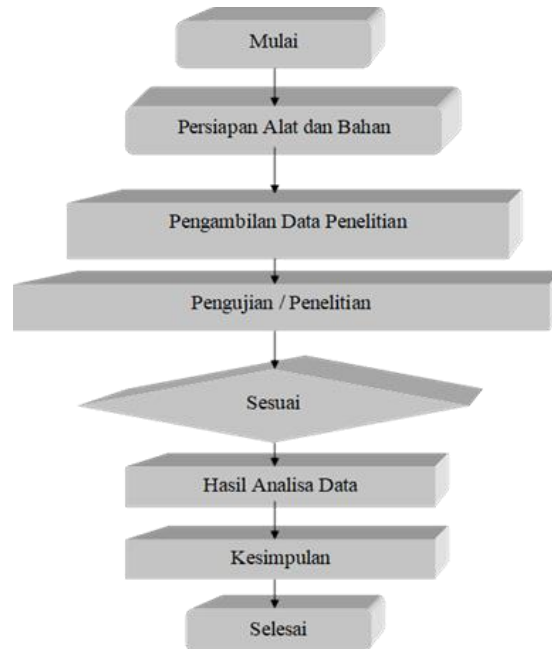 Mulai
Persiapan Alat dan Bahan
Pengambilan Data Penelitian
Pengujian / Penelitian
Sesuai
Hasil Analisa Data
Kesimpulan
Selesai